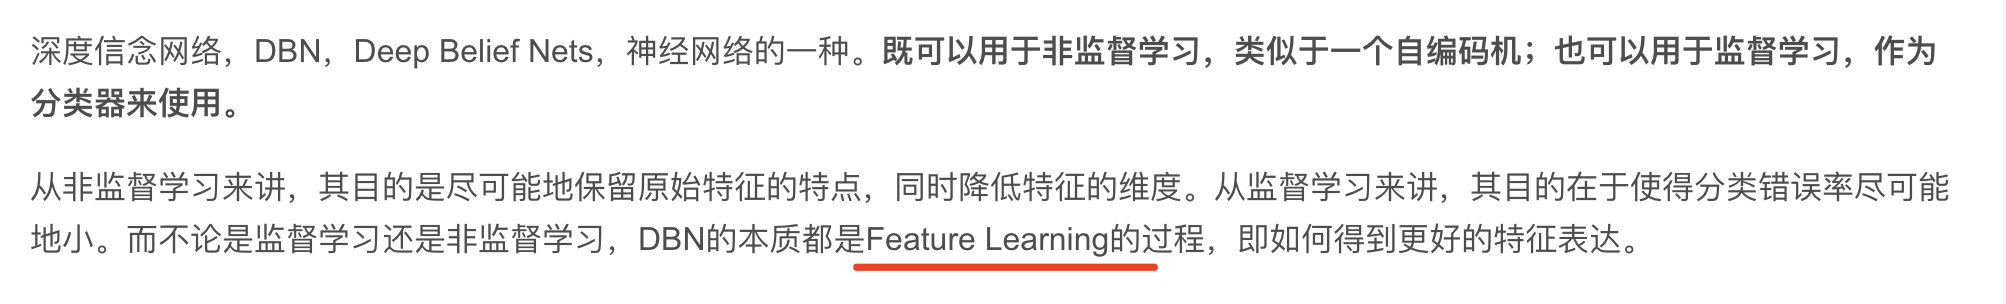 深度信念网络，DBN，Deep Belief Nets，神经网络的一种。既可以用于非监督学习，类似于一个自编码机；也可以用于监督学习，作为
分类器来使用。
从非监督学习来讲，其目的是尽可能地保留原始特征的特点，同时降低特征的维度。从监督学习来讲，其目的在于使得分类错误率尽可能
地小。而不论是监督学习还是非监督学习，DBN的本质都是Feature Learning的过程，即如何得到更好的特征表达。